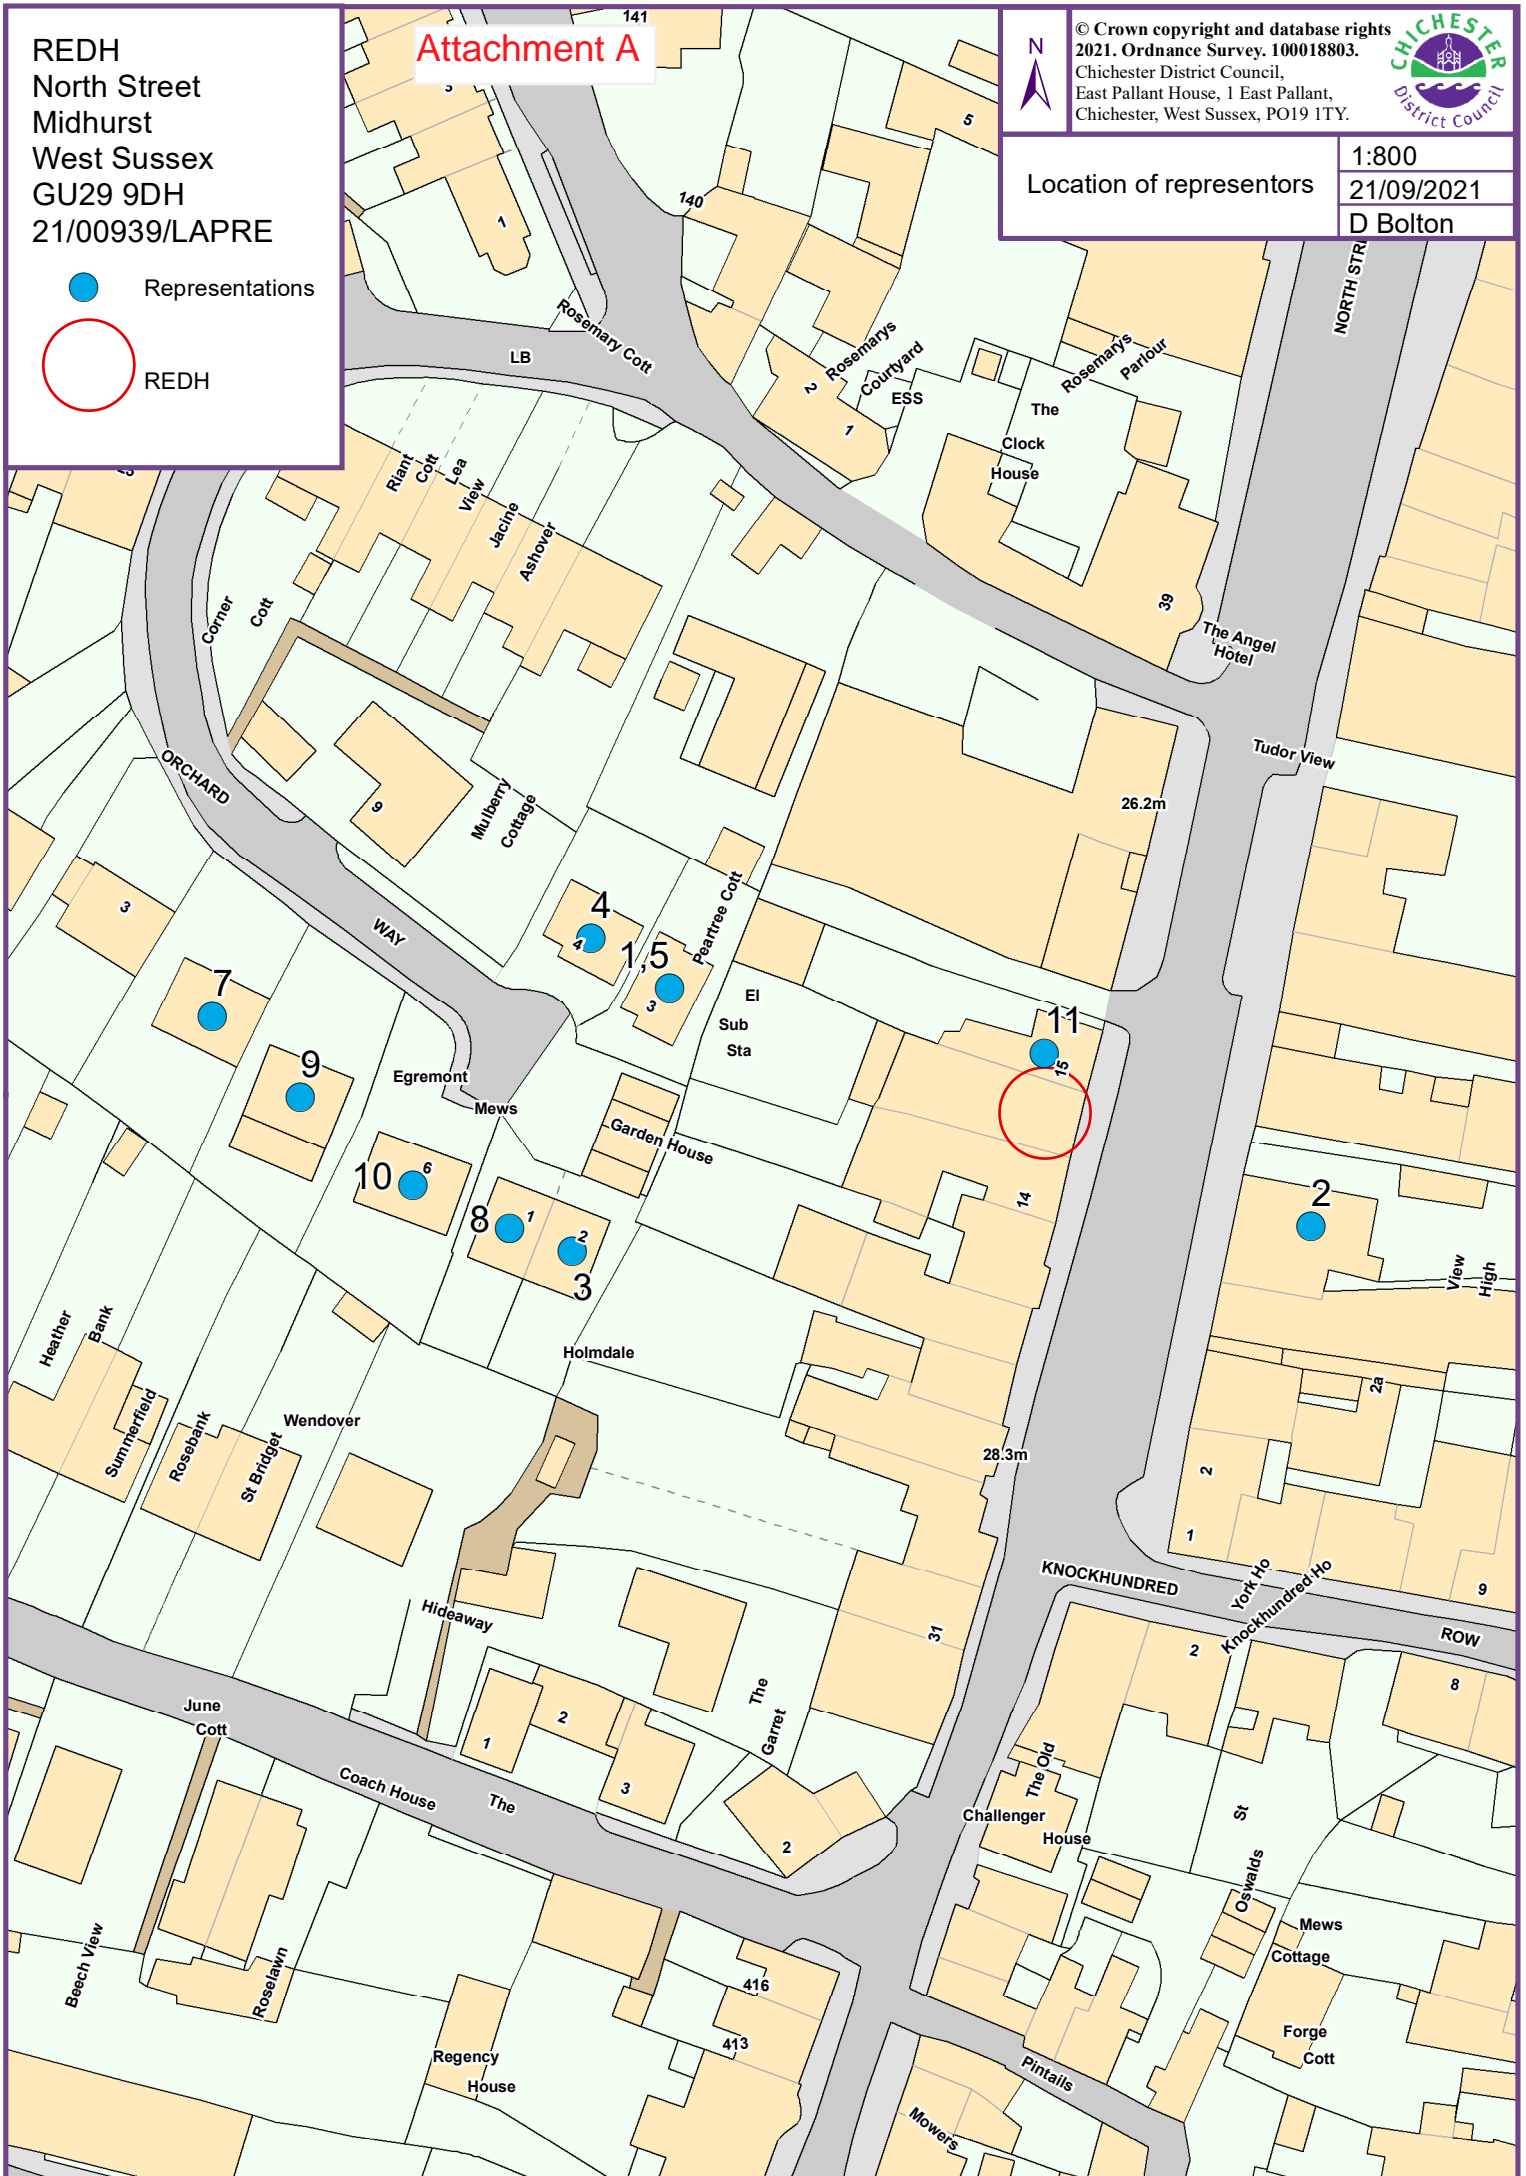 REDH
North Street
Midhurst
West Sussex
GU29 9DH
21/00939/LAPRE
Representations
REDH
Attachment A
N
© Crown copyright and database rights
2021. Ordnance Survey. 100018803.
Chichester District Council,
East Pallant House, 1 East Pallant,
Chichester, West Sussex, PO19 1TY.
CHICHESTER
District Council
Location of representors
1:800
21/09/2021
D Bolton
141
5
140
1
NORTH STRE
Rosemary Cott
LB
Rosemarys
Courtyard
2
1
ESS
Rosemarys
Parlour
The
Clock
House
Riant
Cott
Lea
View
Jacine
Ashover
Corner
Cott
39
The Angel
Hotel
Tudor View
ORCHARD
9
Mulberry
Cottage
26.2m
3
WAY
4
4
1,5
3
Peartree Cott
7
El
Sub
Sta
11
15
9
Egremont
Mews
Garden House
10
6
8
1
2
3
14
2
View
High
Heather
Bank
Holmdale
2a
Summerfield
Rosebank
St Bridget
Wendover
28.3m
2
1
KNOCKHUNDRED
York Ho
Knockhundred Ho
9
ROW
Hideaway
31
2
8
June
Cott
The
Garret
1
2
3
Coach House
The
2
The Old
Challenger
House
St
Oswalds
Mews
Cottage
Beech View
Roselawn
416
413
Forge
Cott
Regency
House
Pintails
Mowers